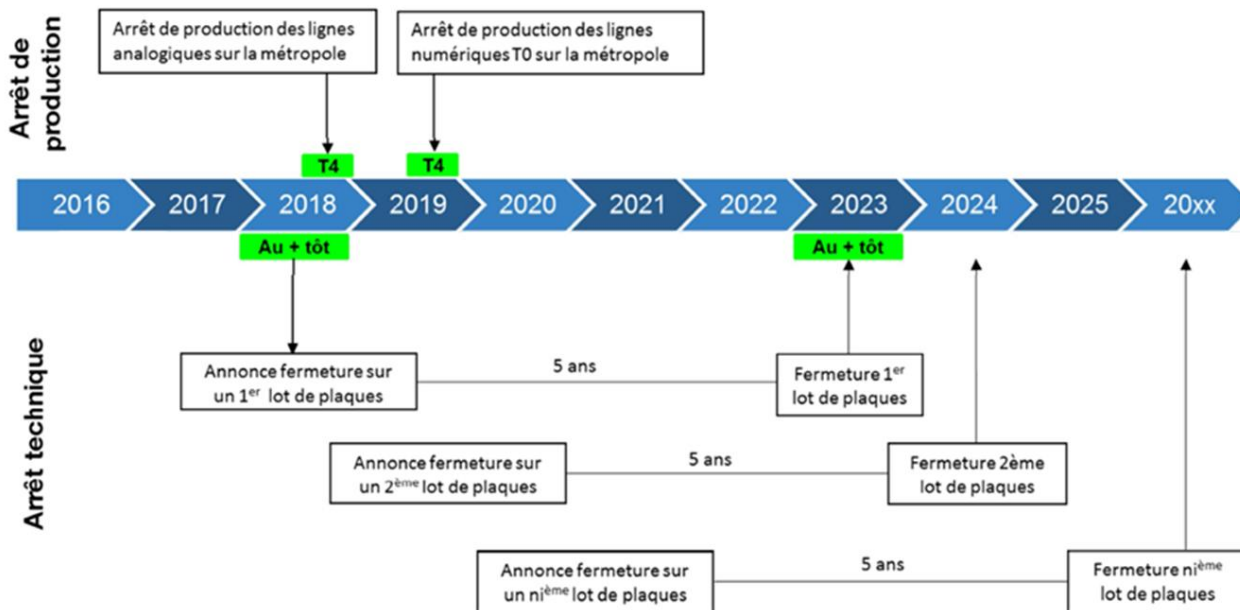 Arrêt de
production
Arrêt de production des lignes
analogiques sur la métropole
Arrêt de production des lignes
numériques T0 sur la métropole
T4
T4
2016
2017
2018
2019
2020
2021
2022
2023
2024
2025
20xx
Au + tôt
Au + tôt
Arrêt technique
Annonce fermeture sur
un 1er lot de plaques
5 ans
Fermeture 1er
lot de plaques
Annonce fermeture sur
un 2ème lot de plaques
5 ans
Fermeture 2ème
lot de plaques
Annonce fermeture sur
un nième lot de plaques
5 ans
Fermeture nième
lot de plaques